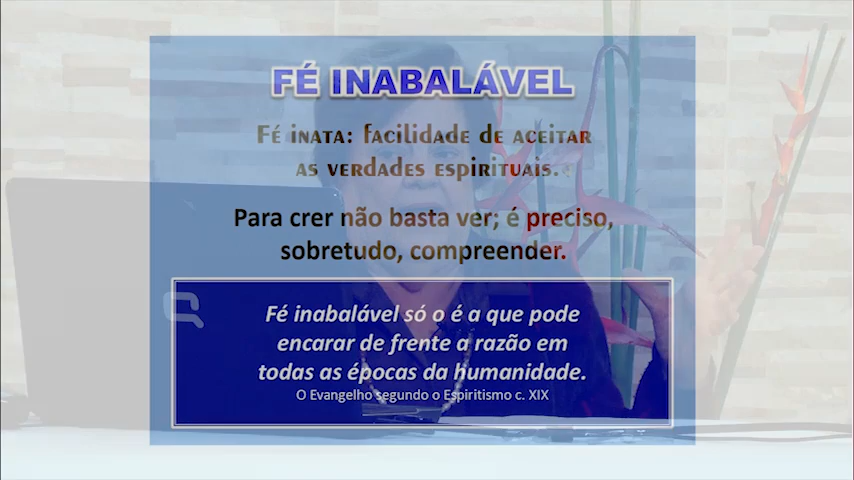 FÉ INABALÁVEL
Fé inata: facilidade de aceitar
as verdades espirituais.
Para crer não basta ver; é preciso,
sobretudo, compreender.
Fé inabalável só o é a que pode
encarar de frente a razão em
todas as épocas da humanidade.
O Evangelho segundo o Espiritismo c. XIX